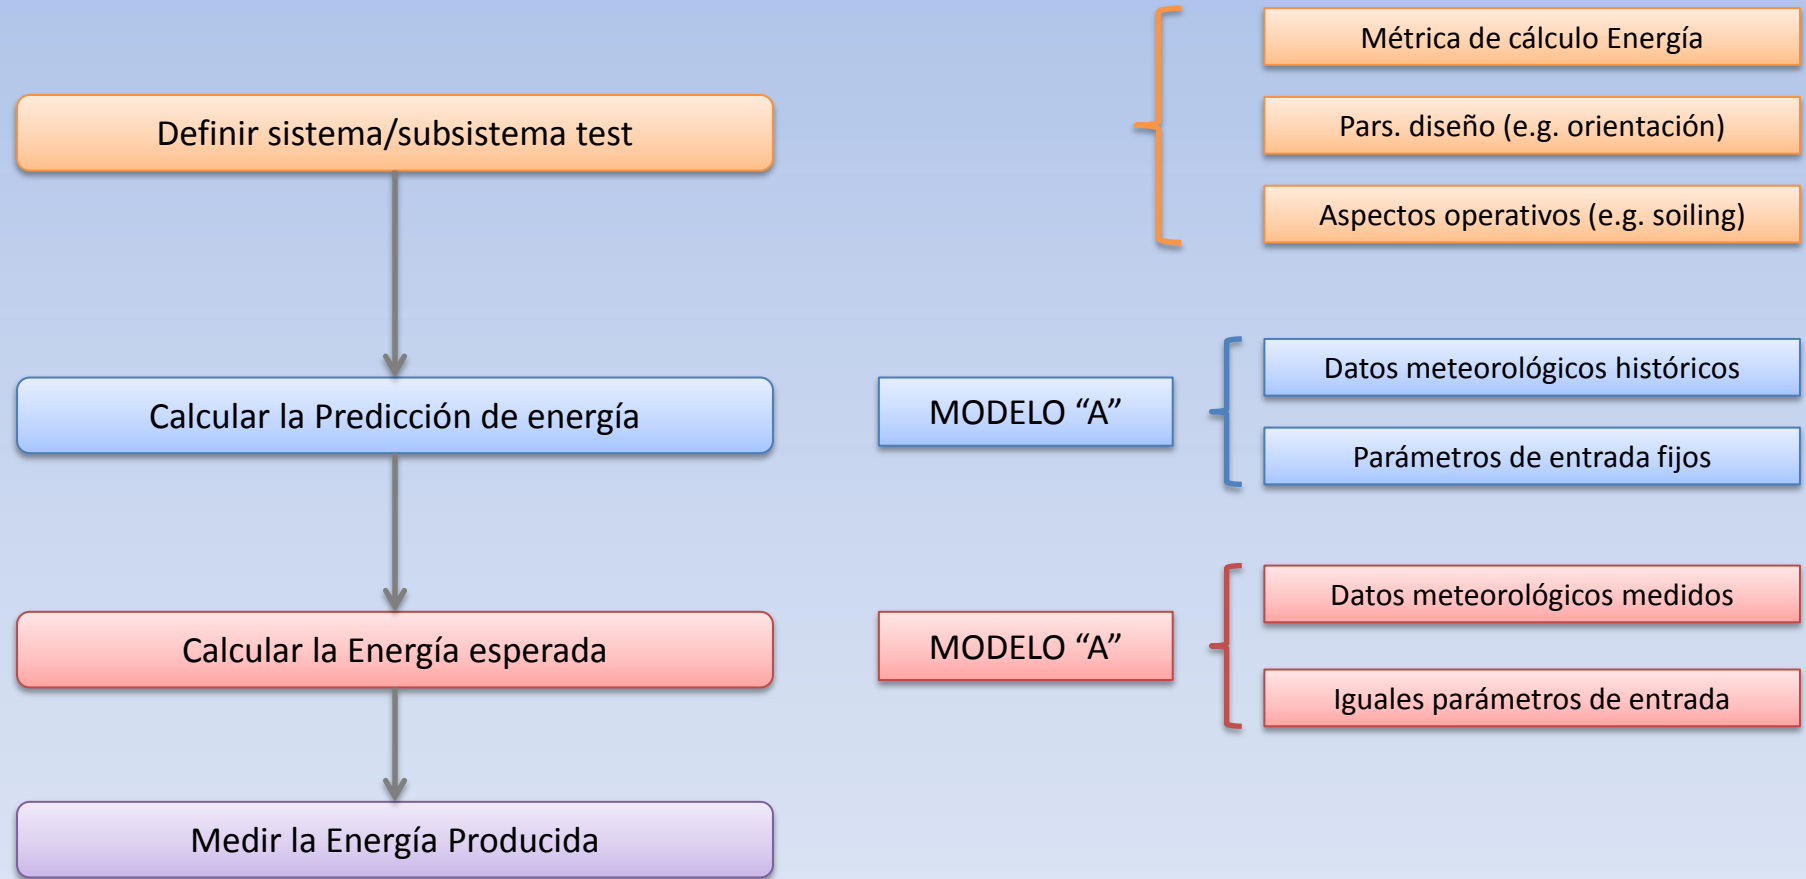 Métrica de cálculo Energía
Definir sistema/subsistema test
Pars. diseño (e.g. orientación)
Aspectos operativos (e.g. soiling)
Datos meteorológicos históricos
Calcular la Predicción de energía
MODELO “A”
Parámetros de entrada fijos
Datos meteorológicos medidos
Calcular la Energía esperada
MODELO “A”
Iguales parámetros de entrada
Medir la Energía Producida